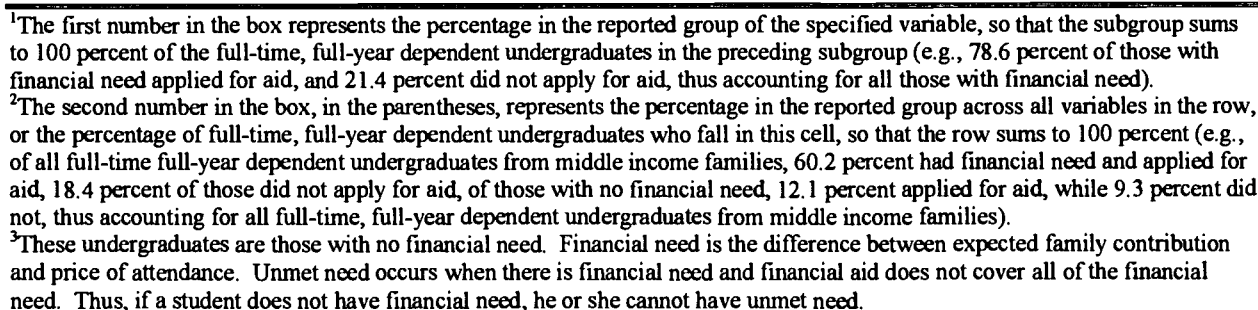 ¹The first number in the box represents the percentage in the reported group of the specified variable, so that the subgroup sums
to 100 percent of the full-time, full-year dependent undergraduates in the preceding subgroup (e.g., 78.6 percent of those with
financial need applied for aid, and 21.4 percent did not apply for aid, thus accounting for all those with financial need).
²The second number in the box, in the parentheses, represents the percentage in the reported group across all variables in the row,
or the percentage of full-time, full-year dependent undergraduates who fall in this cell, so that the row sums to 100 percent (e.g.,
of all full-time full-year dependent undergraduates from middle income families, 60.2 percent had financial need and applied for
aid, 18.4 percent of those did not apply for aid, of those with no financial need, 12.1 percent applied for aid, while 9.3 percent did
not, thus accounting for all full-time, full-year dependent undergraduates from middle income families).
³These undergraduates are those with no financial need. Financial need is the difference between expected family contribution
and price of attendance. Unmet need occurs when there is financial need and financial aid does not cover all of the financial
need. Thus, if a student does not have financial need, he or she cannot have unmet need.